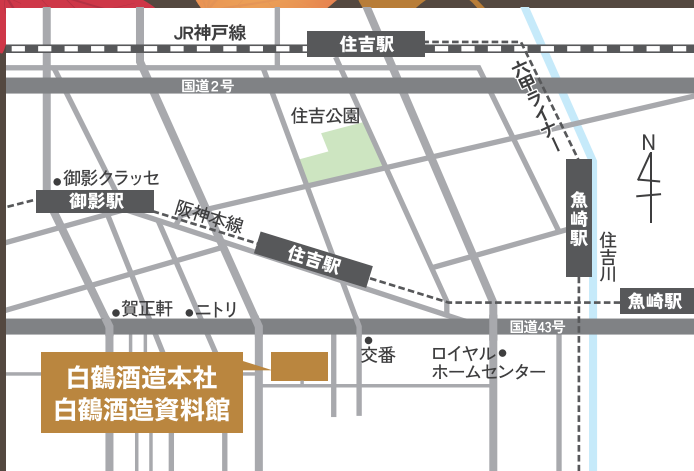 JR神戸線
住吉駅
国道2号
六甲ライナー
住吉公園
N
御影クラッセ
御影駅
阪神本線
住吉駅
魚崎駅
住吉川
魚崎駅
賀正軒
ニトリ
国道43号
交番
ロイヤル
ホームセンター
白鶴酒造本社
白鶴酒造資料館